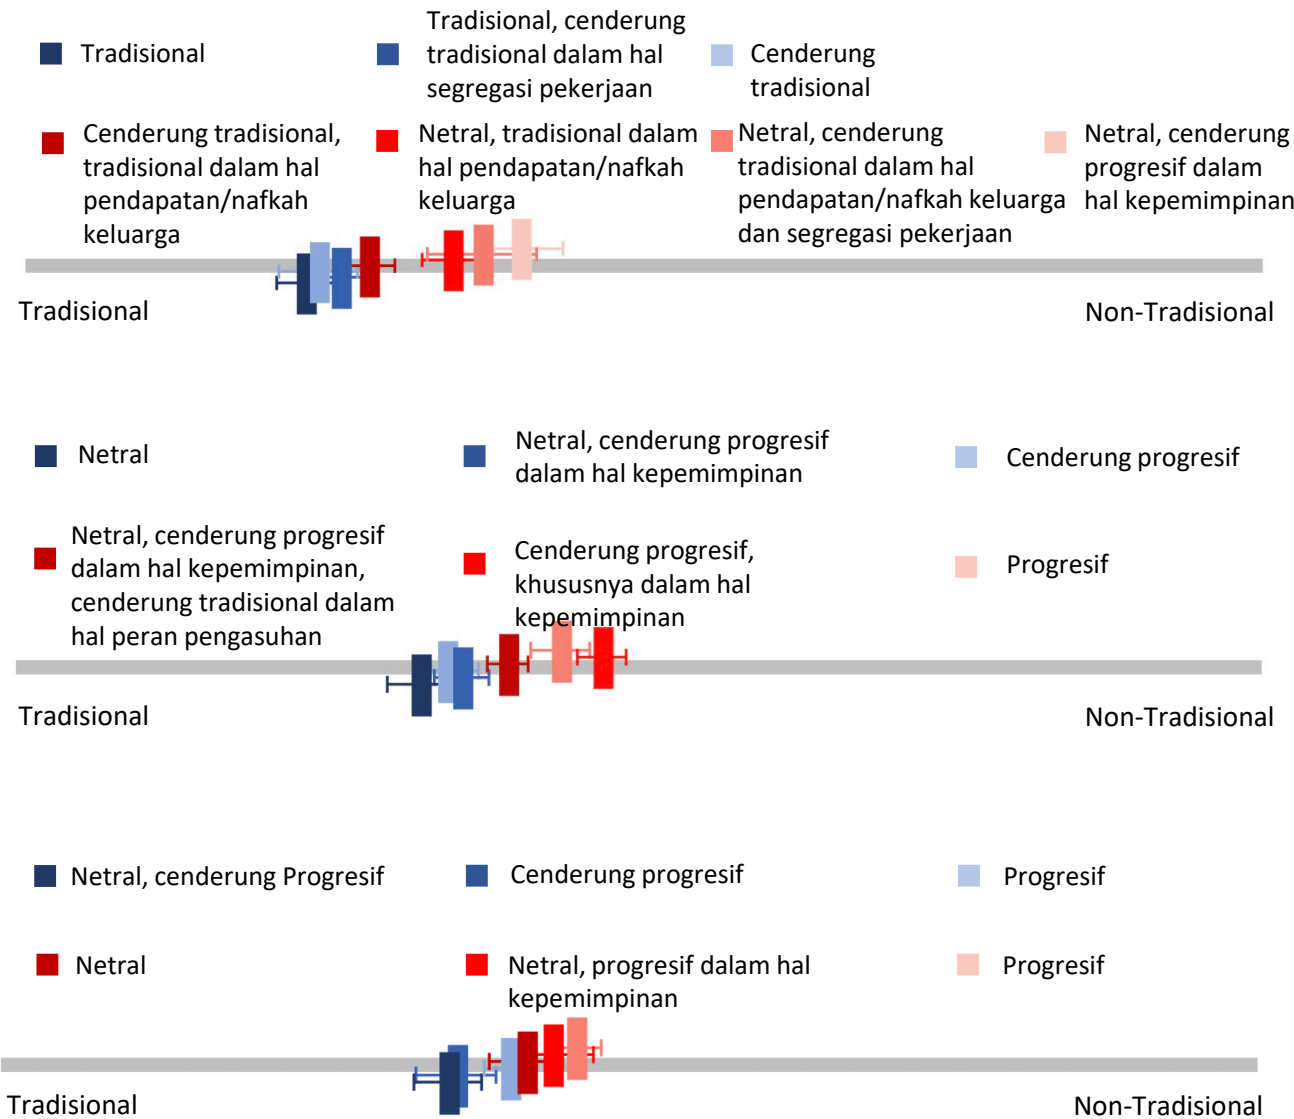 Tradisional
Tradisional, cenderung
tradisional dalam hal
segregasi pekerjaan
Cenderung
tradisional
Cenderung tradisional,
tradisional dalam hal
pendapatan/nafkah
keluarga
Netral, tradisional dalam
hal pendapatan/nafkah
keluarga
Netral, cenderung
tradisional dalam hal
pendapatan/nafkah keluarga
dan segregasi pekerjaan
Netral, cenderung
progresif dalam
hal kepemimpinan
Tradisional
Non-Tradisional
Netral
Netral, cenderung progresif
dalam hal kepemimpinan
Cenderung progresif
Netral, cenderung progresif
dalam hal kepemimpinan,
cenderung tradisional dalam
hal peran pengasuhan
Cenderung progresif,
khususnya dalam hal
kepemimpinan
Progresif
Tradisional
Non-Tradisional
Netral, cenderung Progresif
Cenderung progresif
Progresif
Netral
Netral, progresif dalam hal
kepemimpinan
Progresif
Tradisional
Non-Tradisional